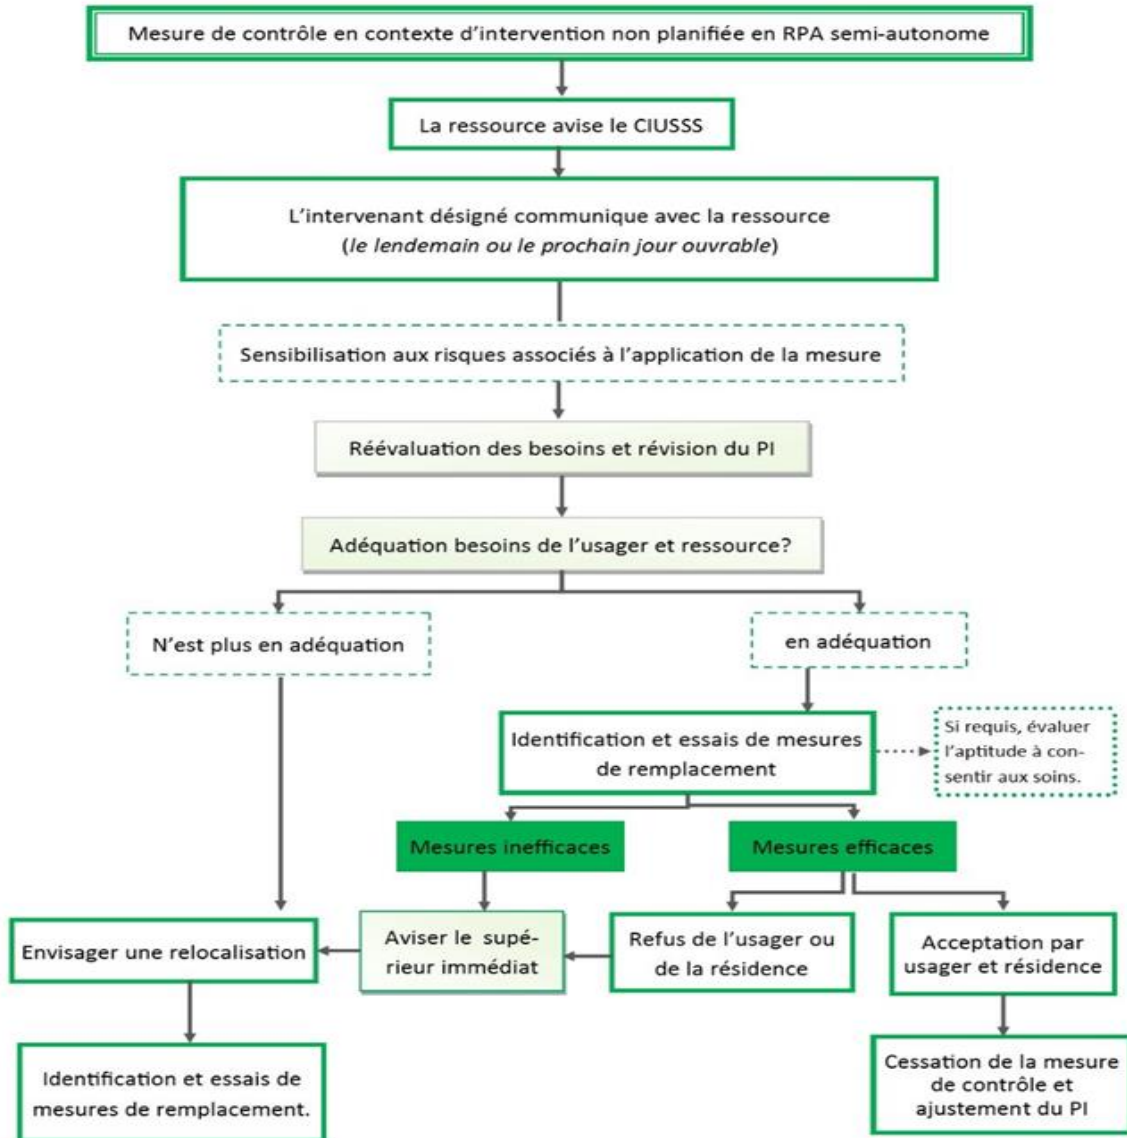 Mesure de contrôle en contexte d'intervention non planifiée en RPA semi-autonome
La ressource avise le CIUSSS
L'intervenant désigné communique avec la ressource
(le lendemain ou le prochain jour ouvrable)
Sensibilisation aux risques associés à l'application de la mesure
Réévaluation des besoins et révision du PI
Adéquation besoins de l'usager et ressource?
N'est plus en adéquation
en adéquation
Identification et essais de mesures
de remplacement
Si requis, évaluer
l'aptitude à con-
sentir aux soins.
Mesures inefficaces
Mesures efficaces
Envisager une relocalisation
Aviser le supé-
rieur immédiat
Refus de l'usager ou
de la résidence
Acceptation par
usager et résidence
Identification et essais de
mesures de remplacement.
Cessation de la mesure
de contrôle et
ajustement du PI